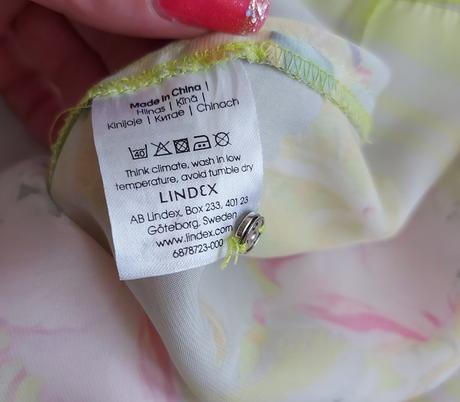 Made in China |
Hiinas | Ķīnā |
Kinijoje | Китае | Chinach
40
Think climate, wash in low
temperature, avoid tumble dry
LINDEX
AB Lindex, Box 233, 401 23
Göteborg, Sweden
www.lindex.com
6878723-000